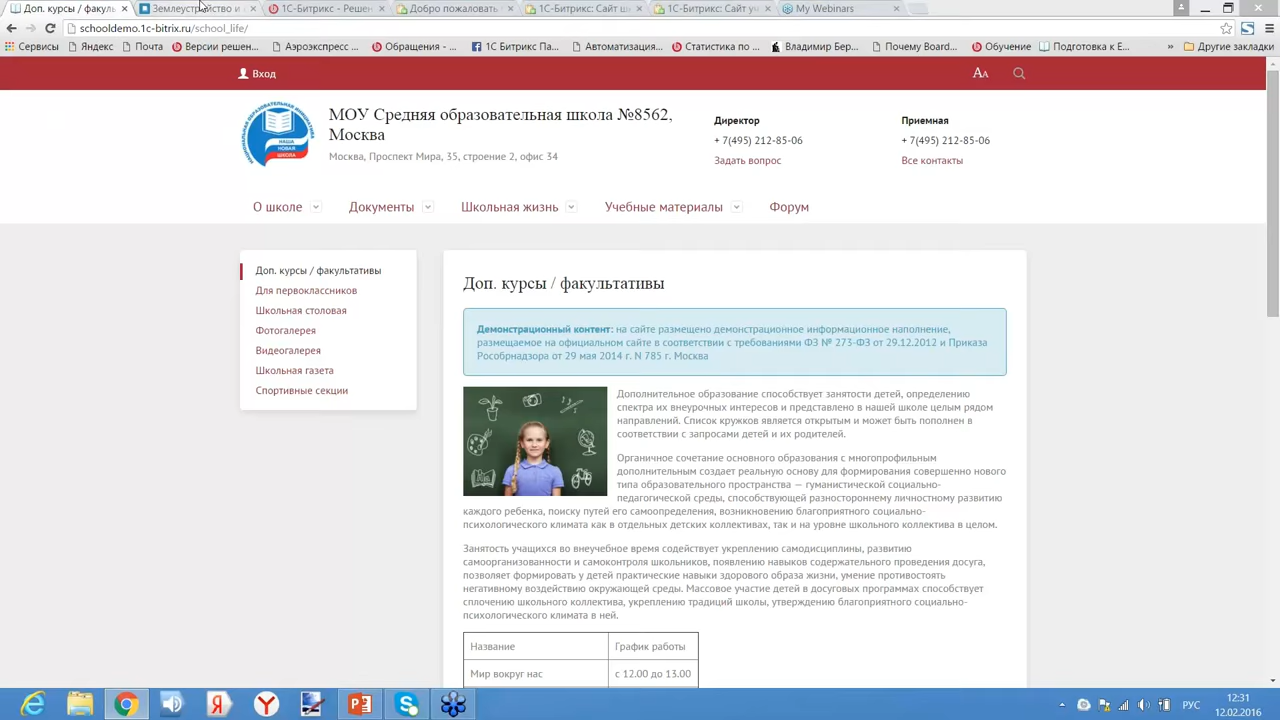 Доп. курсы / факуль
Землеустройство и
1С-Битрикс - Решен
Добро пожаловать
1С-Битрикс: Сайт ш
1С-Битрикс: Сайт у
My Webinars
schooldemo.1c-bitrix.ru/school_life/
Сервисы
Яндекс
Почта
Версии решен...
Аэроэкспресс ...
Обращения - ...
1С Битрикс Па...
Автоматизация...
Статистика по ...
Владимир Бер...
Почему Board...
Обучение
Подготовка к Е...
»
Другие закладки
Вход
АА
МОУ Средняя образовательная школа №8562,
Москва
Москва, Проспект Мира, 35, строение 2, офис 34
Директор
+ 7(495) 212-85-06
Задать вопрос
Приемная
+ 7(495) 212-85-06
Все контакты
НАША
НОВАЯ
ШКОЛА
О школе
Документы
Школьная жизнь
Учебные материалы
Форум
Доп. курсы / факультативы
Для первоклассников
Школьная столовая
Фотогалерея
Видеогалерея
Школьная газета
Спортивные секции
Доп. курсы / факультативы
Демонстрационный контент: на сайте размещено демонстрационное информационное наполнение,
размещаемое на официальном сайте в соответствии с требованиями ФЗ № 273-ФЗ от 29.12.2012 и Приказа
Рособрнадзора от 29 мая 2014 г. N 785 г. Москва
Дополнительное образование способствует занятости детей, определению
спектра их внеурочных интересов и представлено в нашей школе целым рядом
направлений. Список кружков является открытым и может быть пополнен в
соответствии с запросами детей и их родителей.
Органичное сочетание основного образования с многопрофильным
дополнительным создает реальную основу для формирования совершенно нового
типа образовательного пространства — гуманистической социально-
педагогической среды, способствующей разностороннему личностному развитию
каждого ребенка, поиску путей его самоопределения, возникновению благоприятного социально-
психологического климата как в отдельных детских коллективах, так и на уровне школьного коллектива в целом.
Занятость учащихся во внеучебное время содействует укреплению самодисциплины, развитию
самоорганизованности и самоконтроля школьников, появлению навыков содержательного проведения досуга,
позволяет формировать у детей практические навыки здорового образа жизни, умение противостоять
негативному воздействию окружающей среды. Массовое участие детей в досуговых программах способствует
сплочению школьного коллектива, укреплению традиций школы, утверждению благоприятного социально-
психологического климата в ней.
Название
График работы
Мир вокруг нас
с 12.00 до 13.00
РУС
12:31
12.02.2016